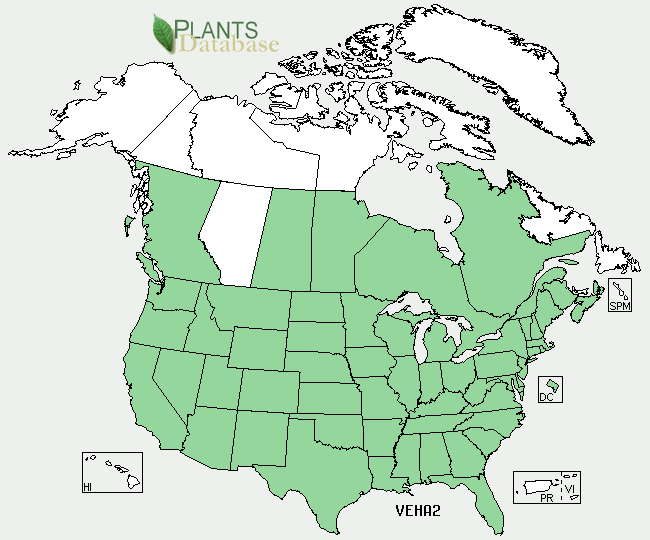 PLANTS
Database
SPM
DC
HI
PR
VI
VEHA2